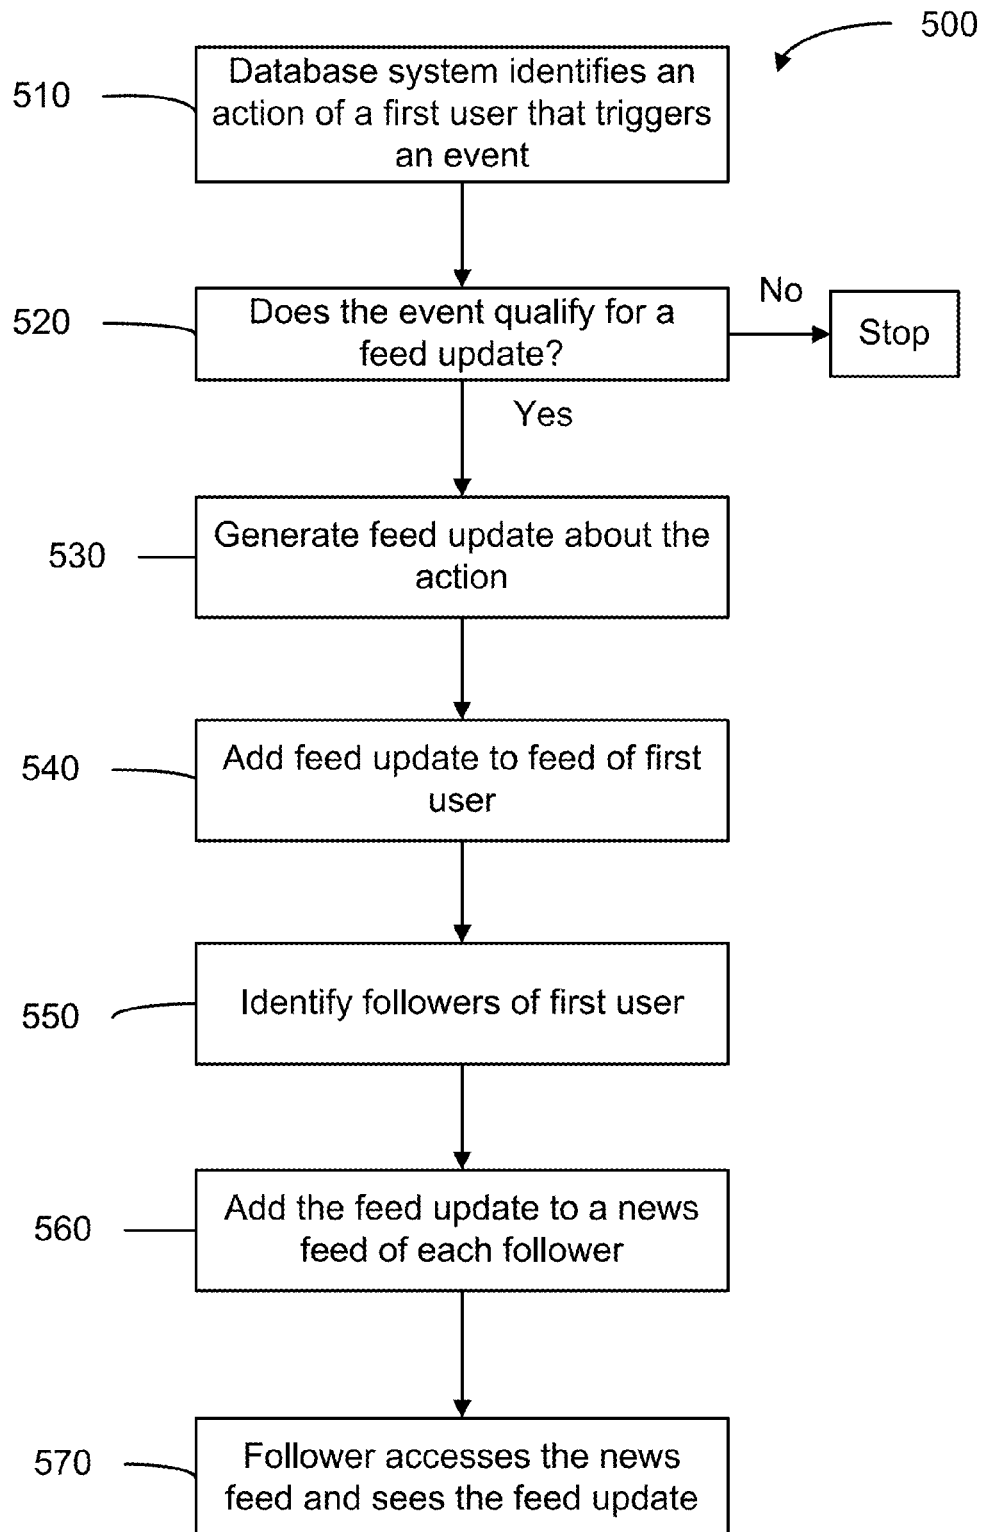 500
510
Database system identifies an
action of a first user that triggers
an event
520
Does the event qualify for a
feed update?
No
Stop
Yes
530
Generate feed update about the
action
540
Add feed update to feed of first
user
550
Identify followers of first user
560
Add the feed update to a news
feed of each follower
570
Follower accesses the news
feed and sees the feed update